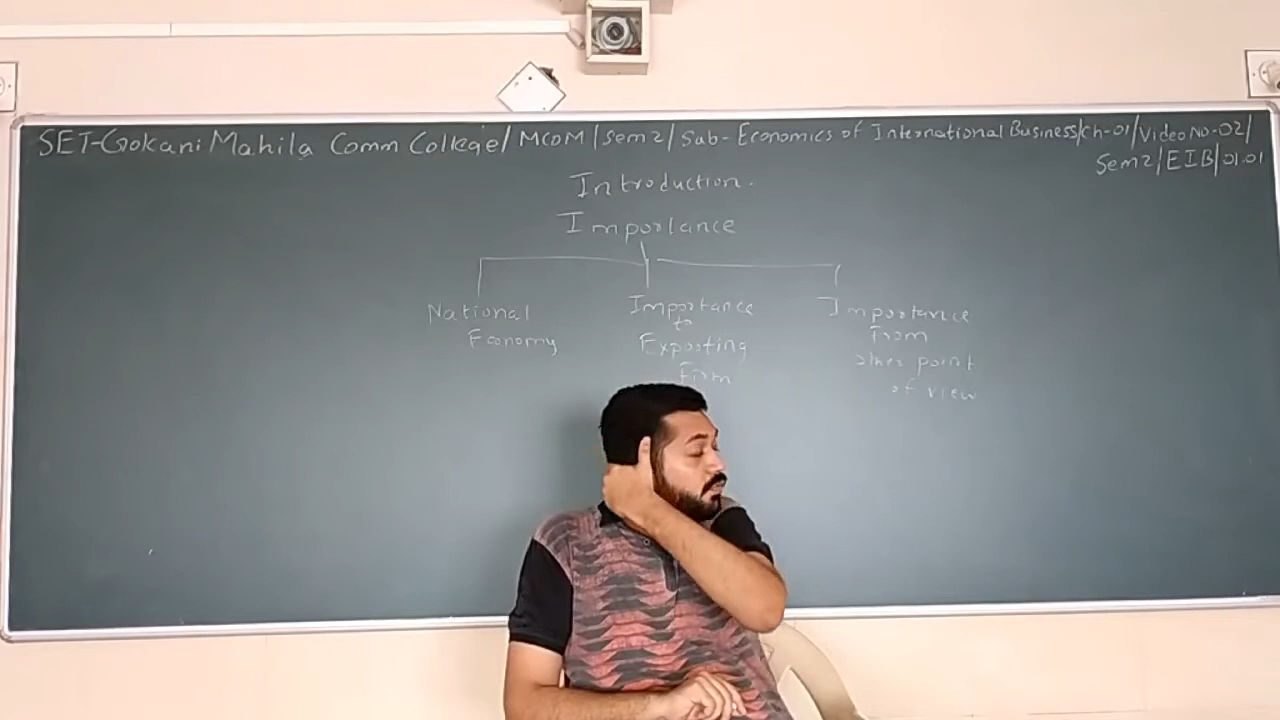 SET-Gokani Mahila Comm College/MCOM/Sem2/Sub-Economics of International Business/Ch-01/Video No-02/
Sem2/EIB/01.01
Introduction.
Importance
National
Economy
Importance
to
Exporting
Firm
Importance
From
other point
of view